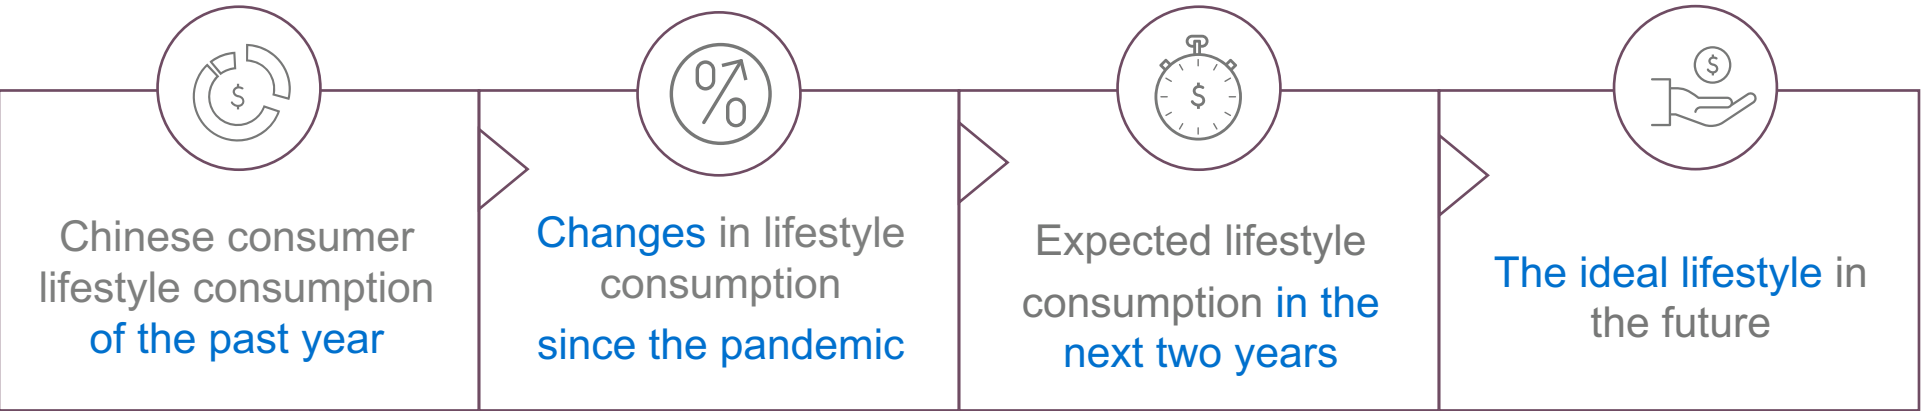 Chinese consumer
lifestyle consumption
of the past year
Changes in lifestyle
consumption
since the pandemic
Expected lifestyle
consumption in the
next two years
The ideal lifestyle in
the future
$
$
$